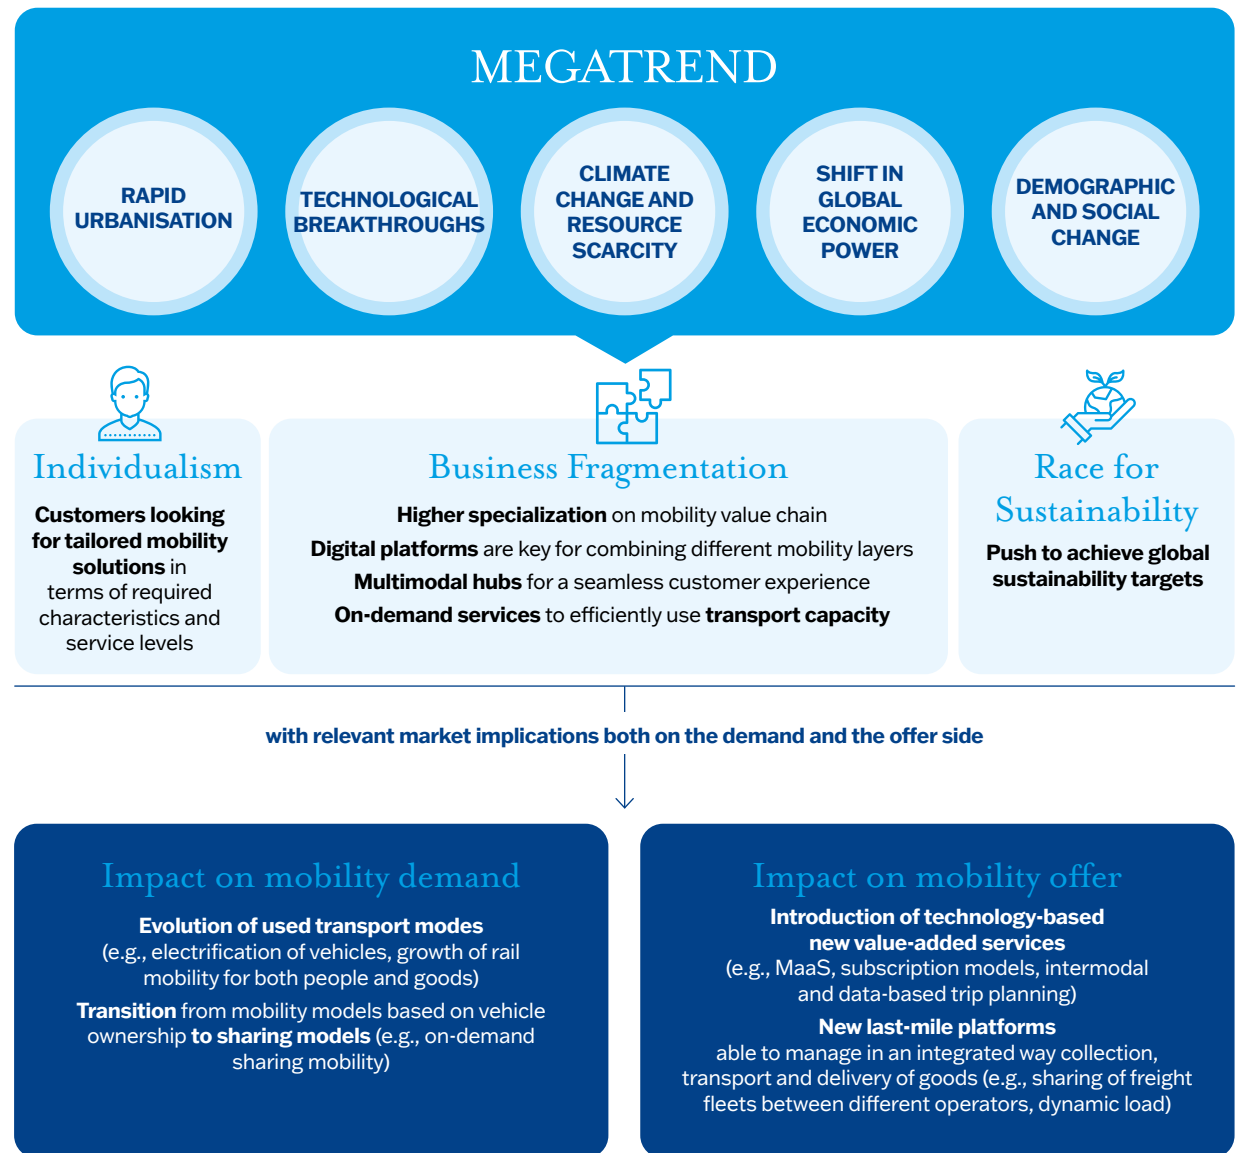 MEGATREND
RAPID
URBANISATION
TECHNOLOGICAL
BREAKTHROUGHS
CLIMATE
CHANGE AND
RESOURCE
SCARCITY
SHIFT IN
GLOBAL
ECONOMIC
POWER
DEMOGRAPHIC
AND SOCIAL
CHANGE
Individualism
Customers looking
for tailored mobility
solutions in
terms of required
characteristics and
service levels
Business Fragmentation
Higher specialization on mobility value chain
Digital platforms are key for combining different mobility layers
Multimodal hubs for a seamless customer experience
On-demand services to efficiently use transport capacity
Race for
Sustainability
Push to achieve global
sustainability targets
with relevant market implications both on the demand and the offer side
Impact on mobility demand
Evolution of used transport modes
(e.g., electrification of vehicles, growth of rail
mobility for both people and goods)
Transition from mobility models based on vehicle
ownership to sharing models (e.g., on-demand
sharing mobility)
Impact on mobility offer
Introduction of technology-based
new value-added services
(e.g., MaaS, subscription models, intermodal
and data-based trip planning)
New last-mile platforms
able to manage in an integrated way collection,
transport and delivery of goods (e.g., sharing of freight
fleets between different operators, dynamic load)